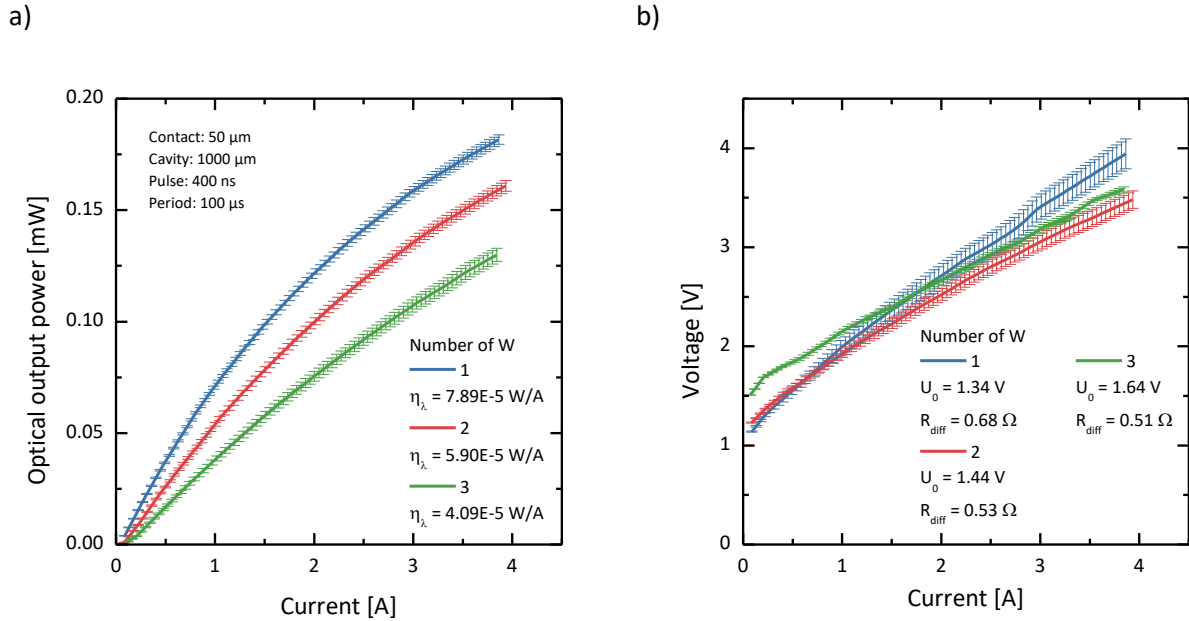 a)
0.20
0.15
0.10
0.05
0.00
Optical output power [mW]
Contact: 50 µm
Cavity: 1000 µm
Pulse: 400 ns
Period: 100 µs
Number of W
1
η_λ = 7.89E-5 W/A
2
η_λ = 5.90E-5 W/A
3
η_λ = 4.09E-5 W/A
0 1 2 3 4
Current [A]
b)
4
3
2
1
0
Voltage [V]
Number of W
1
U_0 = 1.34 V
R_diff = 0.68 Ω
2
U_0 = 1.44 V
R_diff = 0.53 Ω
3
U_0 = 1.64 V
R_diff = 0.51 Ω
0 1 2 3 4
Current [A]